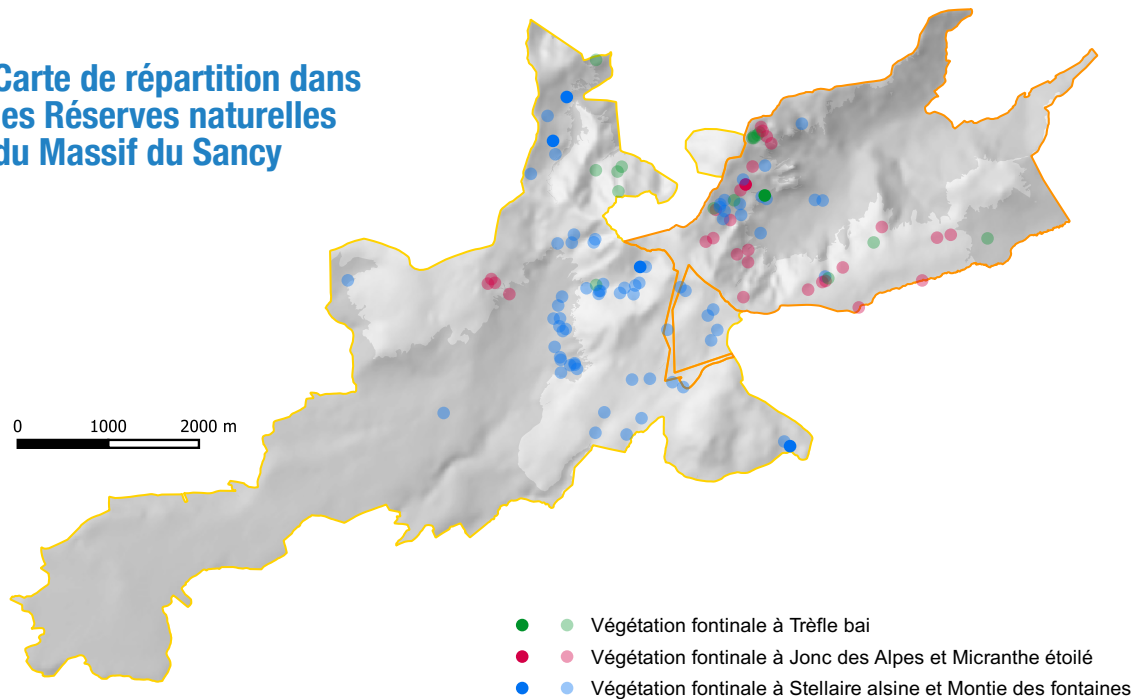 Carte de répartition dans
les Réserves naturelles
du Massif du Sancy
0 1000 2000 m
Végétation fontinale à Trèfle bai
Végétation fontinale à Jonc des Alpes et Micranthe étoilé
Végétation fontinale à Stellaire alsine et Montie des fontaines